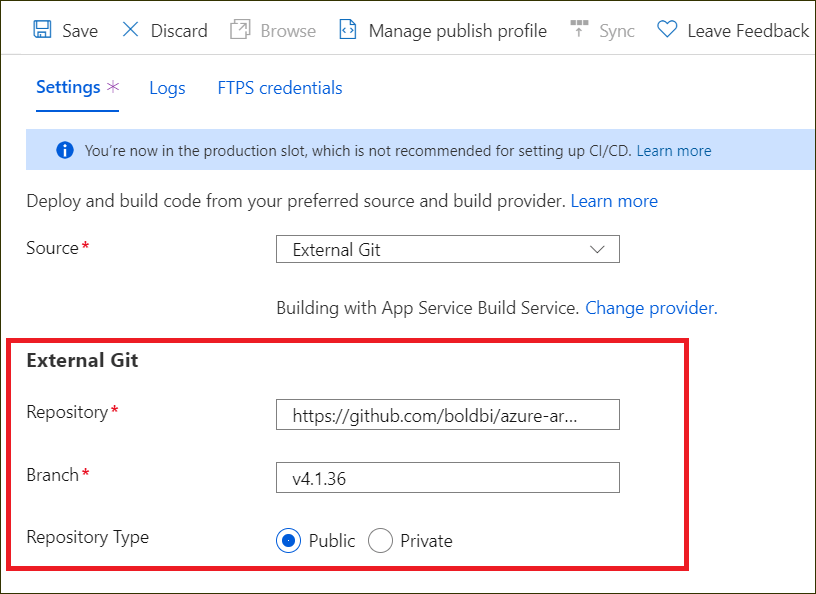 Save Discard Browse Manage publish profile Sync Leave Feedback
Settings * Logs FTPS credentials
You're now in the production slot, which is not recommended for setting up CI/CD. Learn more
Deploy and build code from your preferred source and build provider. Learn more
Source* External Git
Building with App Service Build Service. Change provider.
External Git
Repository* https://github.com/boldbi/azure-ar...
Branch* v4.1.36
Repository Type Public Private